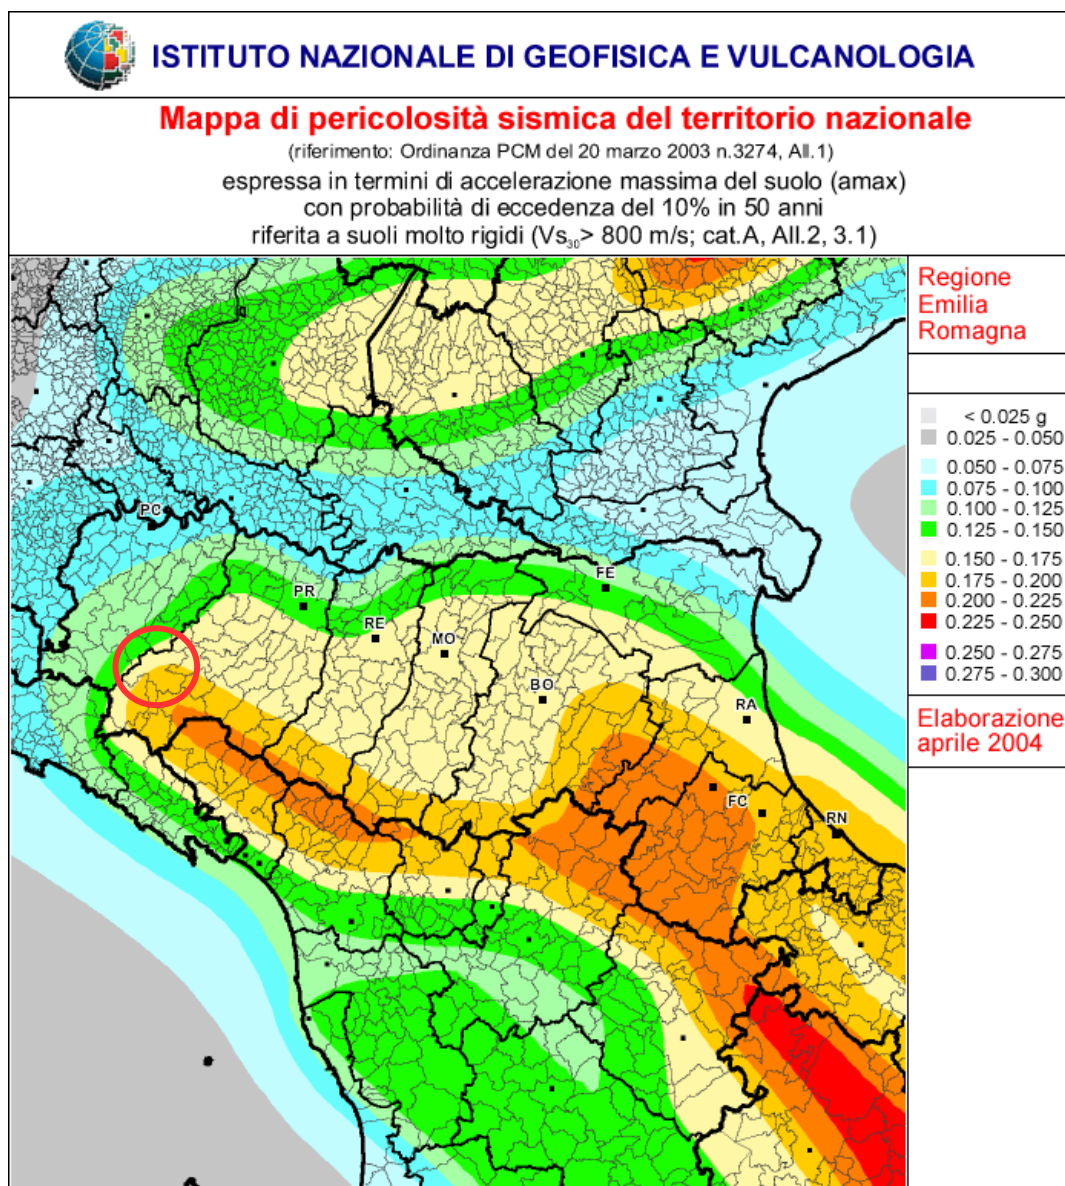 ISTITUTO NAZIONALE DI GEOFISICA E VULCANOLOGIA
Mappa di pericolosità sismica del territorio nazionale
(riferimento: Ordinanza PCM del 20 marzo 2003 n.3274, All.1)
espressa in termini di accelerazione massima del suolo (amax)
con probabilità di eccedenza del 10% in 50 anni
riferita a suoli molto rigidi (Vs₃₀> 800 m/s; cat.A, All.2, 3.1)
Regione
Emilia
Romagna
< 0.025 g
0.025 - 0.050
0.050 - 0.075
0.075 - 0.100
0.100 - 0.125
0.125 - 0.150
0.150 - 0.175
0.175 - 0.200
0.200 - 0.225
0.225 - 0.250
0.250 - 0.275
0.275 - 0.300
Elaborazione
aprile 2004
PC
PR
FE
RE
MO
BO
RA
FC
RN